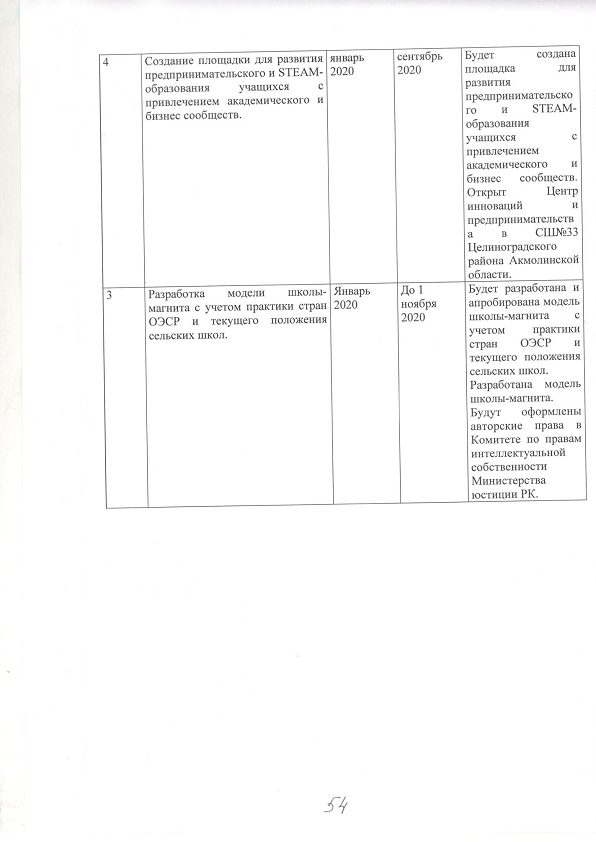 4
Создание площадки для развития
предпринимательского и STEAM-
образования учащихся с
привлечением академического и
бизнес сообществ.
январь
2020
сентябрь
2020
Будет создана
площадка для
развития
предпринимательско
го и STEAM-
образования
учащихся с
привлечением
академического и
бизнес сообществ.
Открыт Центр
инноваций и
предпринимательств
а в СШ№33
Целиноградского
района Акмолинской
области.
3
Разработка модели школы-
магнита с учетом практики стран
ОЭСР и текущего положения
сельских школ.
Январь
2020
До 1
ноября
2020
Будет разработана и
апробирована модель
школы-магнита с
учетом практики
стран ОЭСР и
текущего положения
сельских школ.
Разработана модель
школы-магнита.
Будут оформлены
авторские права в
Комитете по правам
интеллектуальной
собственности
Министерства
юстиции РК.
54